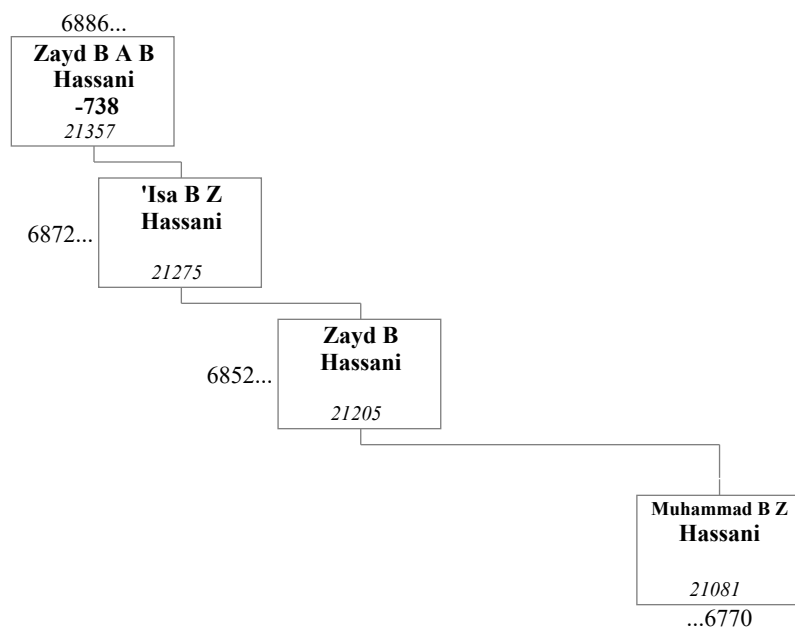 6886...
Zayd B A B
Hassani
-738
21357
'Isa B Z
Hassani
6872...
21275
Zayd B
Hassani
6852...
21205
Muhammad B Z
Hassani
21081
...6770